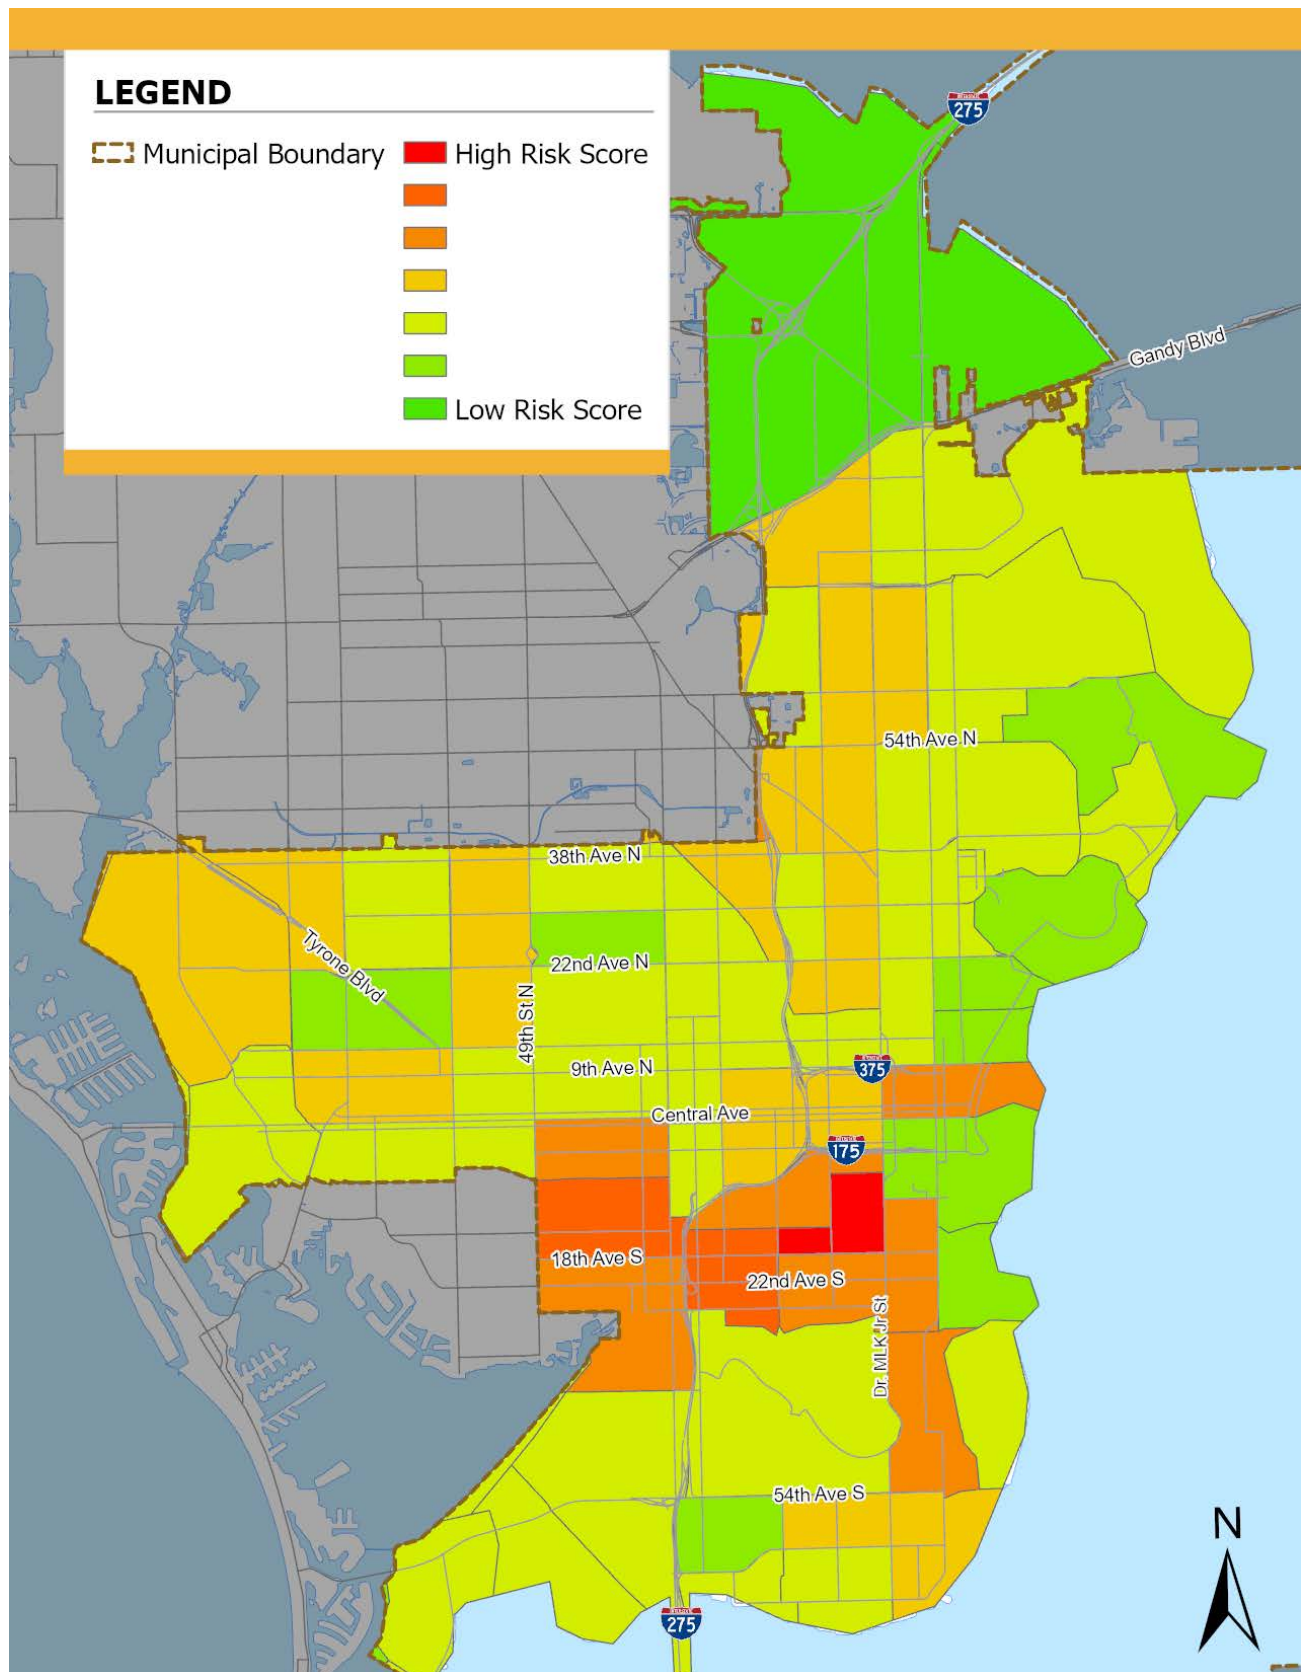 LEGEND
Municipal Boundary
High Risk Score
Low Risk Score
275
Gandy Blvd
54th Ave N
38th Ave N
Tyrone Blvd
22nd Ave N
49th St N
9th Ave N
375
Central Ave
175
18th Ave S
22nd Ave S
Dr. MLK Jr St
54th Ave S
N
275